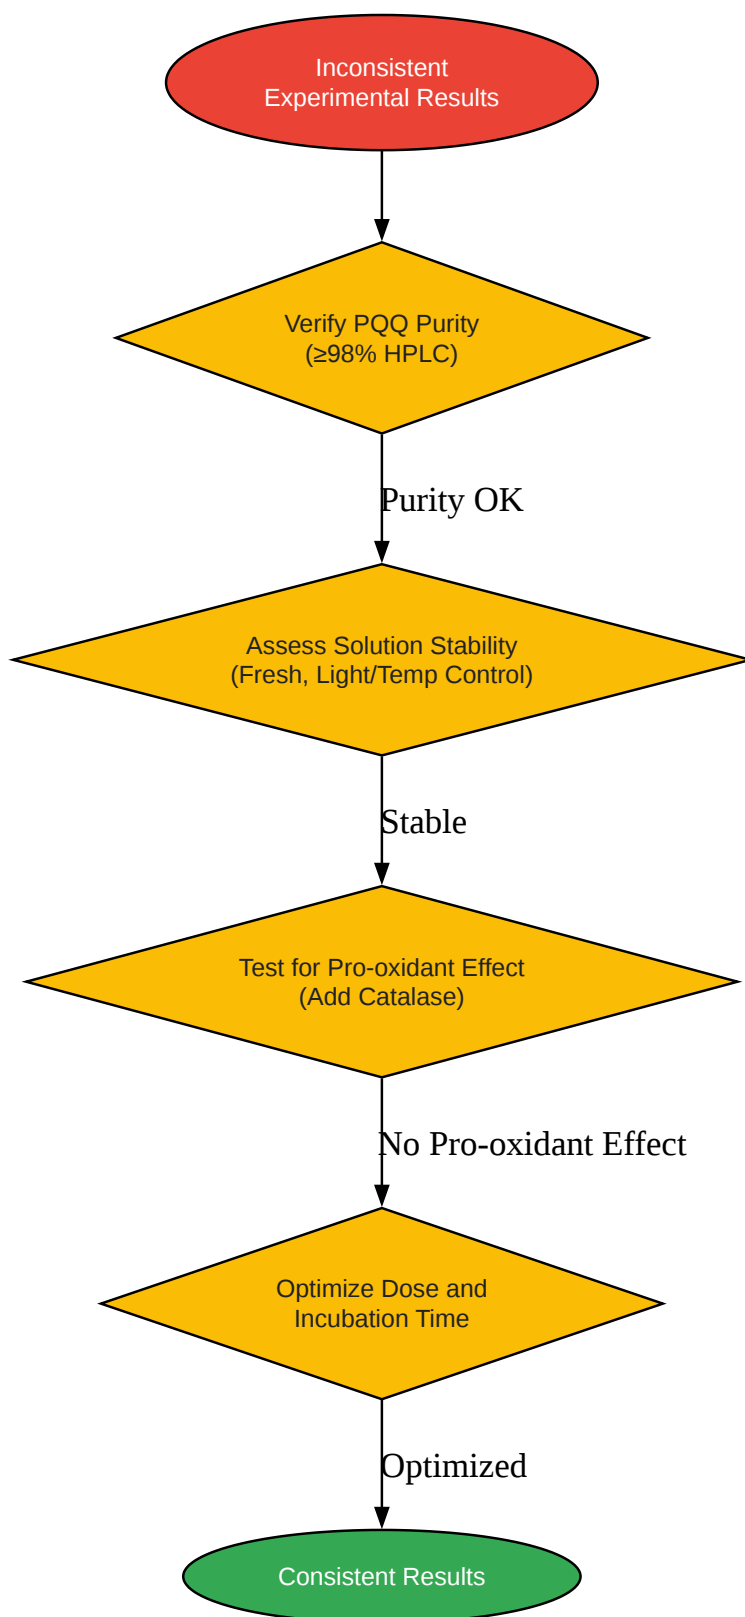 Inconsistent
Experimental Results
Verify PQQ Purity
(≥98% HPLC)
Purity OK
Assess Solution Stability
(Fresh, Light/Temp Control)
Stable
Test for Pro-oxidant Effect
(Add Catalase)
No Pro-oxidant Effect
Optimize Dose and
Incubation Time
Optimized
Consistent Results